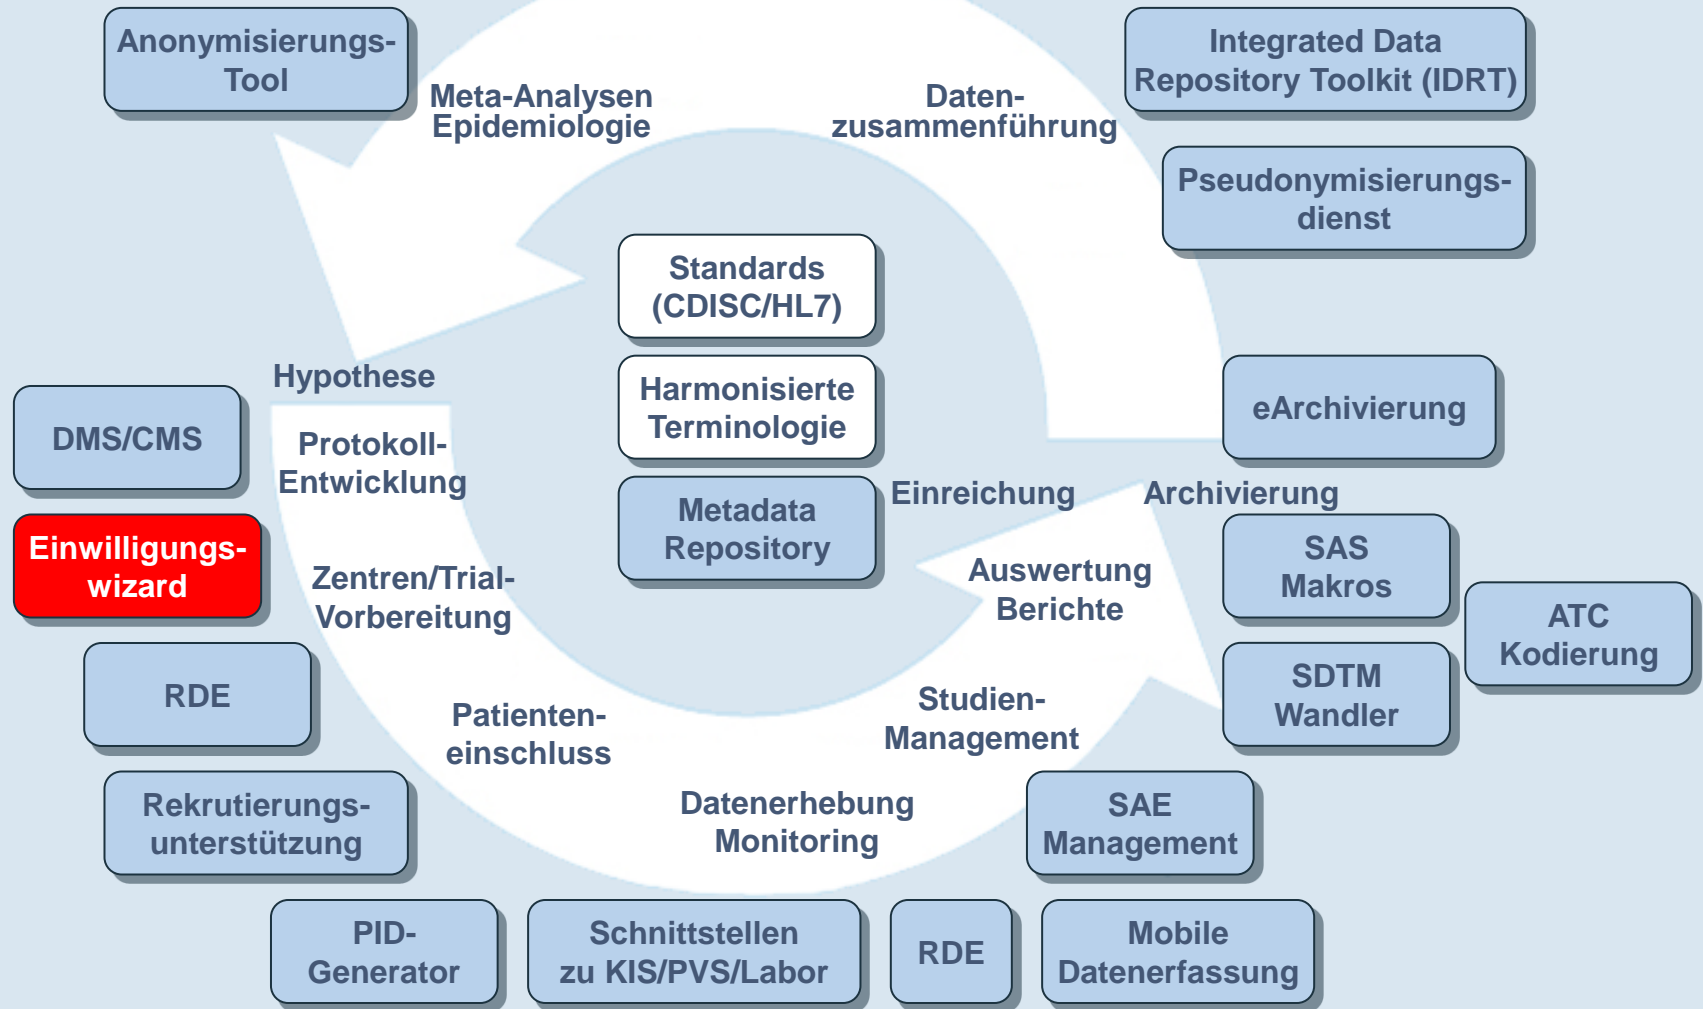 Anonymisierungs-
Tool
Integrated Data
Repository Toolkit (IDRT)
Meta-Analysen
Epidemiologie
Daten-
zusammenführung
Pseudonymisierungs-
dienst
Standards
(CDISC/HL7)
Hypothese
Harmonisierte
Terminologie
eArchivierung
DMS/CMS
Protokoll-
Entwicklung
Metadata
Repository
Einreichung
Archivierung
Einwilligungs-
wizard
Zentren/Trial-
Vorbereitung
Auswertung
Berichte
SAS
Makros
ATC
Kodierung
RDE
Patienten-
einschluss
Studien-
Management
SDTM
Wandler
Rekrutierungs-
unterstützung
Datenerhebung
Monitoring
SAE
Management
PID-
Generator
Schnittstellen
zu KIS/PVS/Labor
RDE
Mobile
Datenerfassung